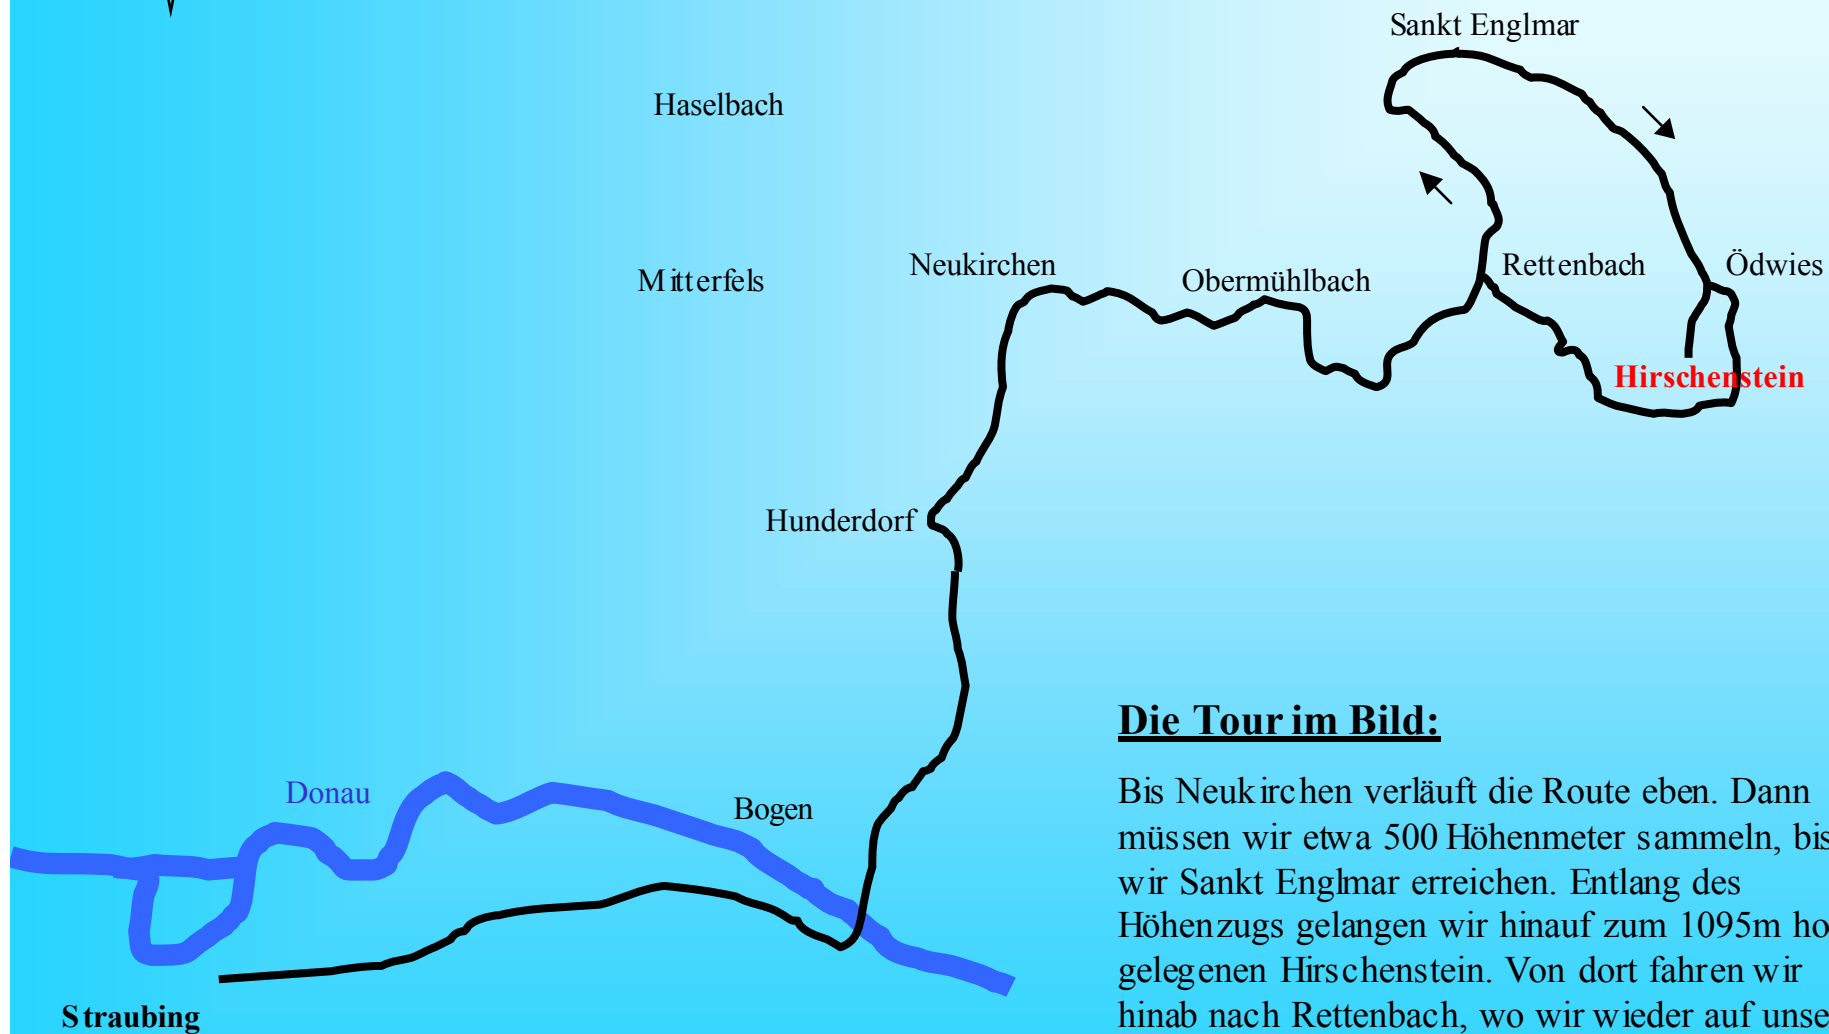 Sankt Englmar
Haselbach
Neukirchen
Rettenbach
Ödwies
Mitterfels
Obermühlbach
Hirschenstein
Hunderdorf
Die Tour im Bild:
Donau
Bogen
Bis Neukirchen verläuft die Route eben. Dann
müssen wir etwa 500 Höhenmeter sammeln, bis
wir Sankt Englmar erreichen. Entlang des
Höhenzugs gelangen wir hinauf zum 1095m ho
gelegenen Hirschenstein. Von dort fahren wir
hinab nach Rettenbach, wo wir wieder auf unse
Straubing